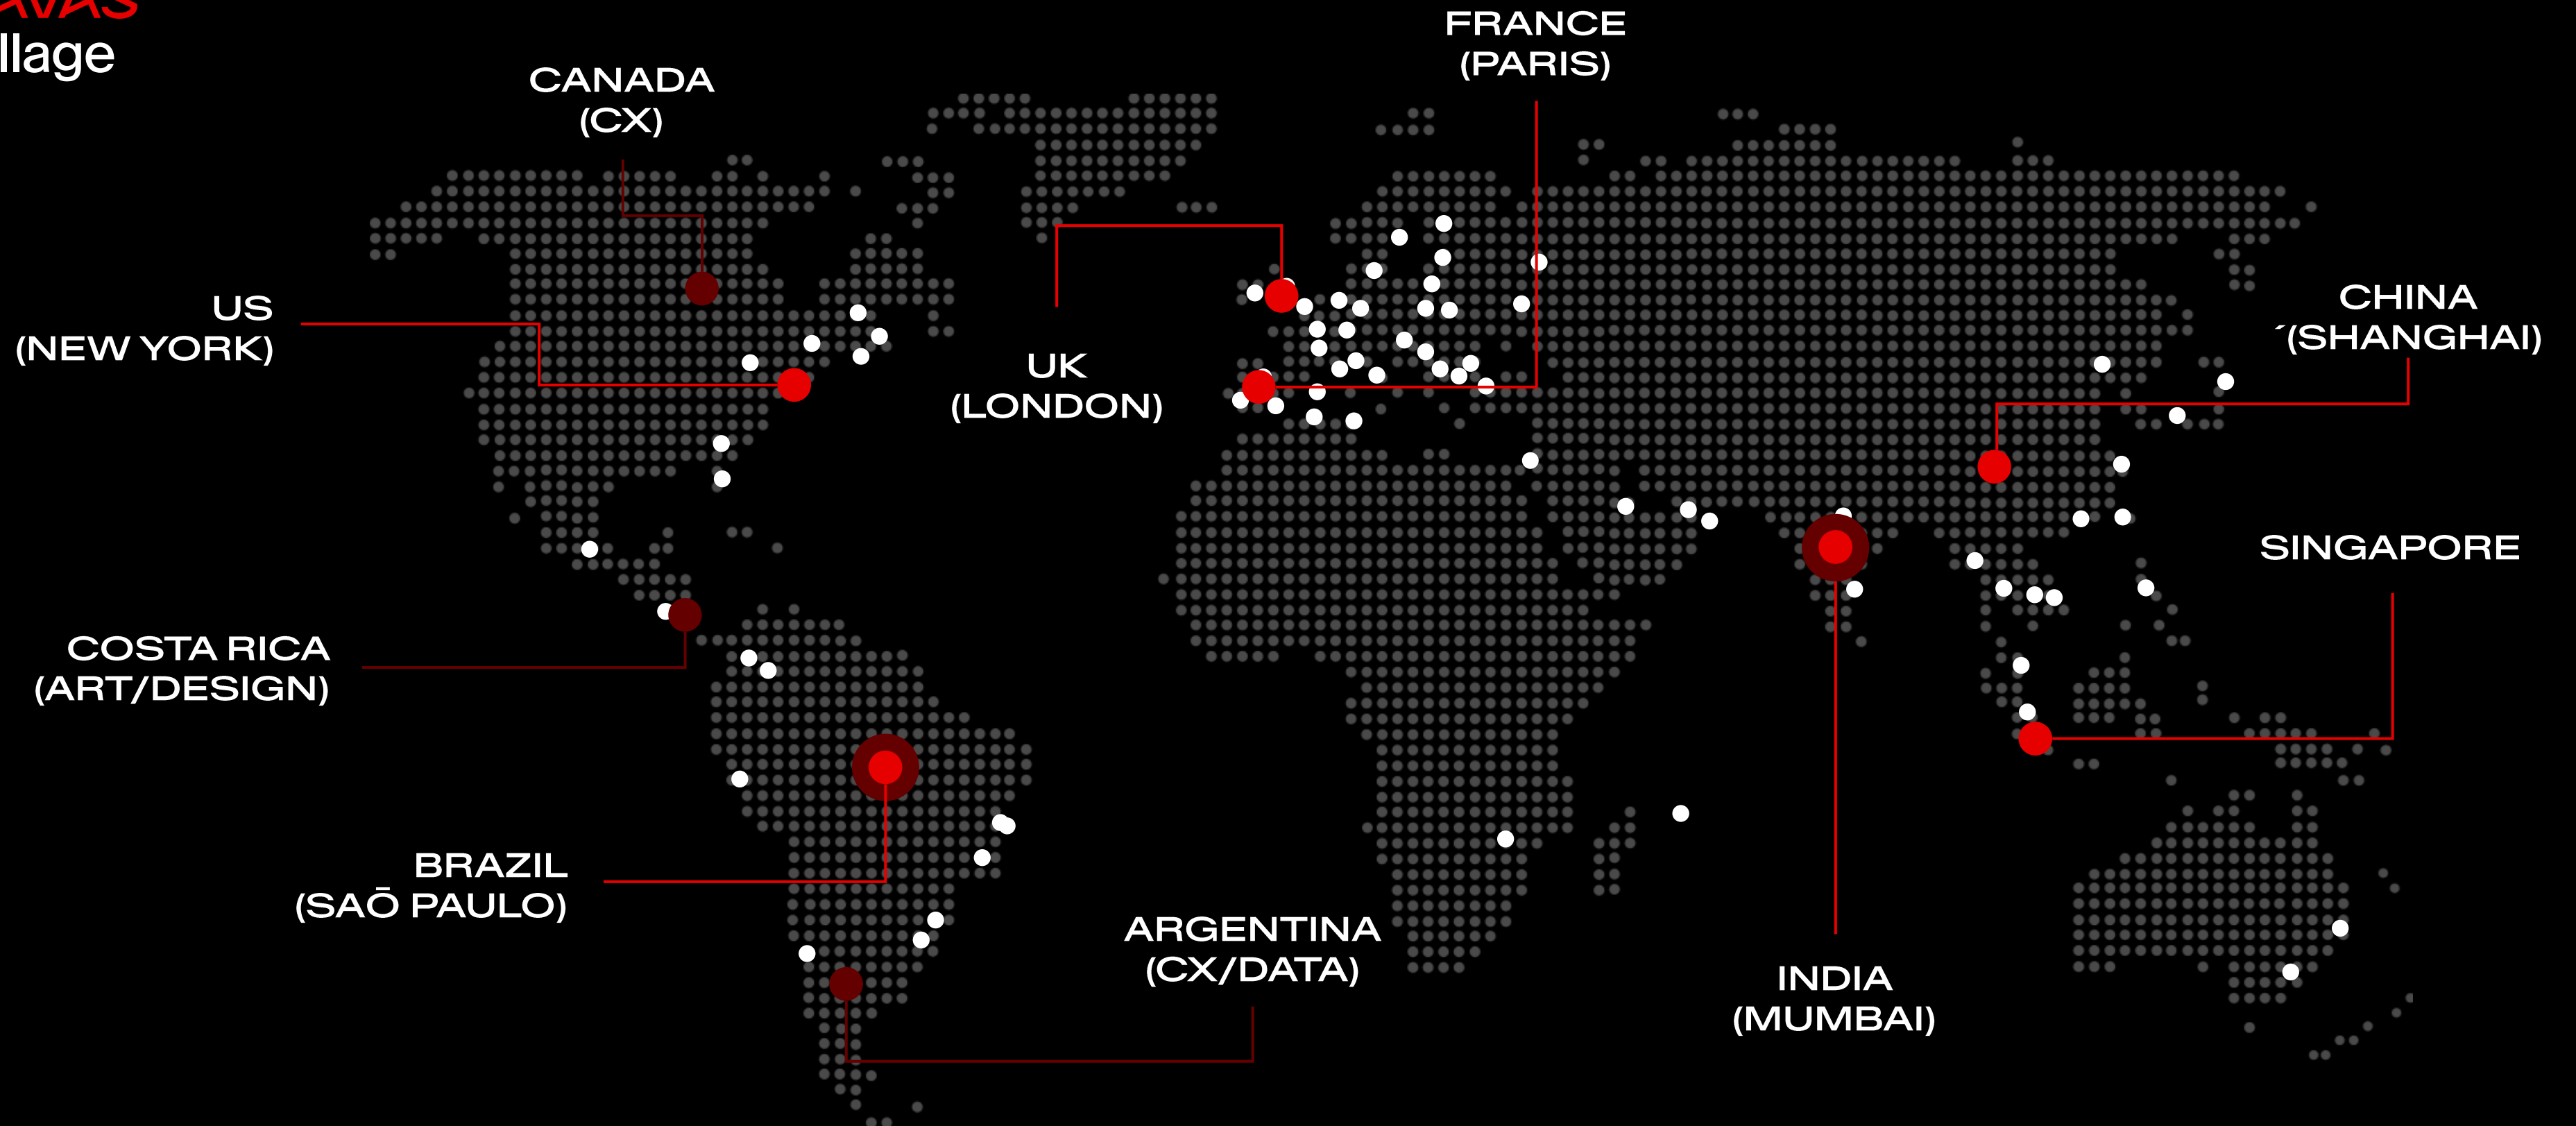 llage
FRANCE
(PARIS)
CANADA
(CX)
US
(NEW YORK)
UK
(LONDON)
CHINA
´(SHANGHAI)
SINGAPORE
COSTA RICA
(ART/DESIGN)
BRAZIL
(SAŌ PAULO)
ARGENTINA
(CX/DATA)
INDIA
(MUMBAI)